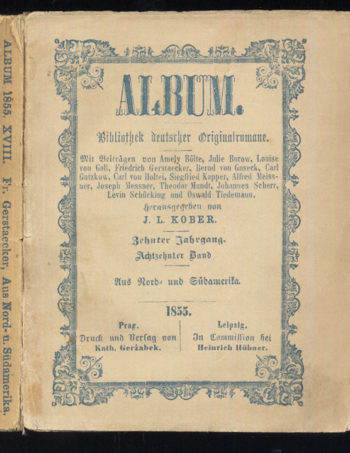 ALBUM 1855. XVIII. Fr. Gerstaecker, Aus Nord- u. Südamerika.
ALBUM.
Bibliothek deutscher Originalromane.
Mit Beiträgen von Amely Bölte, Julie Burow, Louise
von Gall, Friedrich Gerstaecker, Bernd von Guseck, Carl
Gutzkow, Carl von Holtei, Siegfried Kapper, Alfred Meiss-
ner, Joseph Messner, Theodor Mundt, Johannes Scherr,
Levin Schücking und Oswald Tiedemann.
Herausgegeben von
J. L. KOBER.
Zehnter Jahrgang.
Achtzehnter Band
Aus Nord- und Südamerika.
1855.
Prag.
Druck und Verlag von
Kath. Geržabek.
Leipzig.
In Commission bei
Heinrich Hübner.